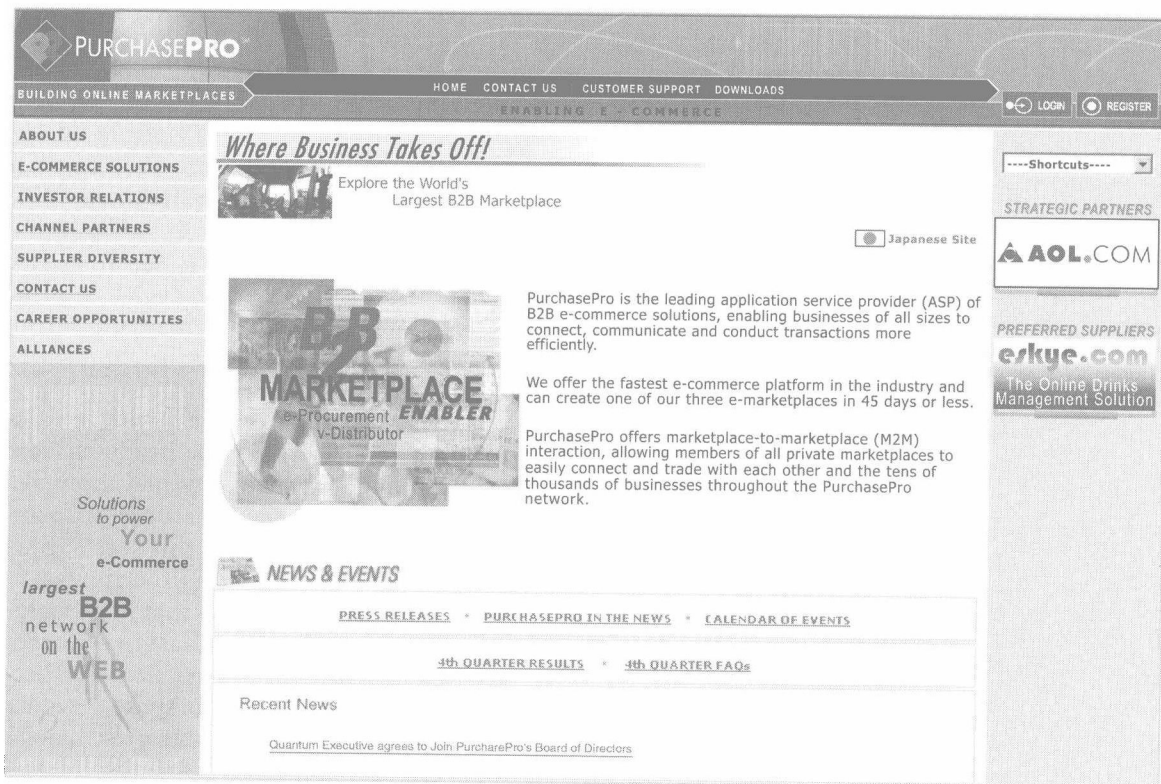 PURCHASEPRO™
BUILDING ONLINE MARKETPLACES
HOME CONTACT US CUSTOMER SUPPORT DOWNLOADS
ENABLING E - COMMERCE
LOGIN
REGISTER
ABOUT US
E-COMMERCE SOLUTIONS
INVESTOR RELATIONS
CHANNEL PARTNERS
SUPPLIER DIVERSITY
CONTACT US
CAREER OPPORTUNITIES
ALLIANCES
Solutions
to power
Your
e-Commerce
largest
B2B
network
on the
WEB
Where Business Takes Off!
Explore the World's
Largest B2B Marketplace
Japanese Site
B2B
MARKETPLACE
e-Procurement ENABLER
v-Distributor
PurchasePro is the leading application service provider (ASP) of
B2B e-commerce solutions, enabling businesses of all sizes to
connect, communicate and conduct transactions more
efficiently.
We offer the fastest e-commerce platform in the industry and
can create one of our three e-marketplaces in 45 days or less.
PurchasePro offers marketplace-to-marketplace (M2M)
interaction, allowing members of all private marketplaces to
easily connect and trade with each other and the tens of
thousands of businesses throughout the PurchasePro
network.
NEWS & EVENTS
PRESS RELEASES • PURCHASEPRO IN THE NEWS • CALENDAR OF EVENTS
4th QUARTER RESULTS • 4th QUARTER FAQs
Recent News
Quantum Executive agrees to Join PurcharePro's Board of Directors
----Shortcuts----
STRATEGIC PARTNERS
AOL.COM
PREFERRED SUPPLIERS
eskye.com
The Online Drinks
Management Solution